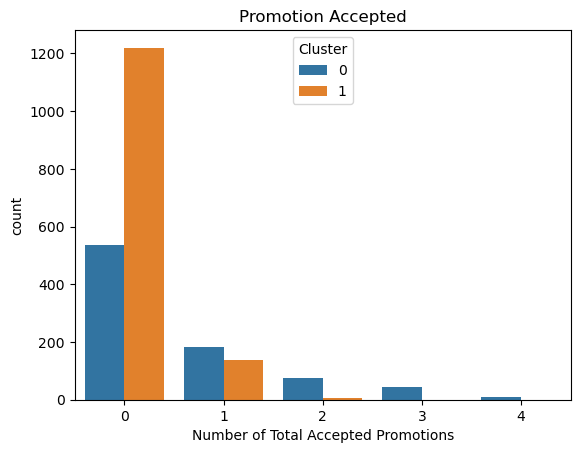 Promotion Accepted
Cluster
0
1
1200
1000
800
600
400
200
0
count
0 1 2 3 4
Number of Total Accepted Promotions